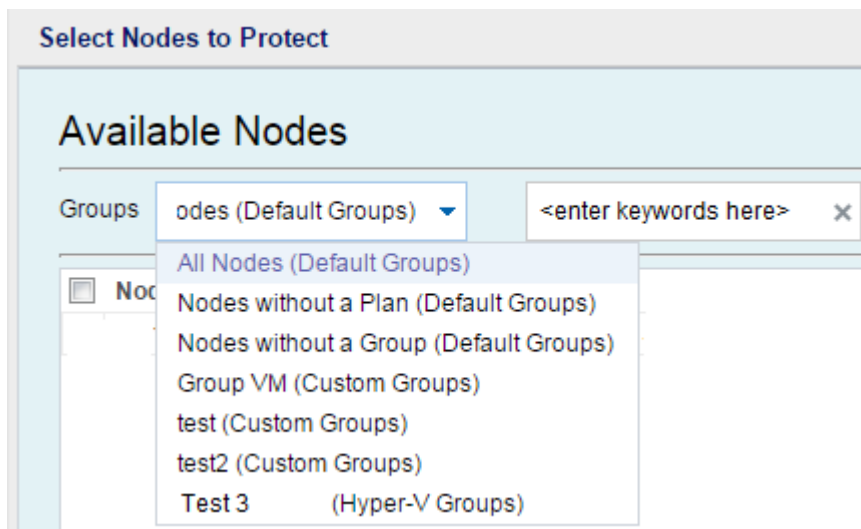 Select Nodes to Protect
Available Nodes
Groups odes (Default Groups) <enter keywords here> ×
All Nodes (Default Groups)
Nod
Nodes without a Plan (Default Groups)
Nodes without a Group (Default Groups)
Group VM (Custom Groups)
test (Custom Groups)
test2 (Custom Groups)
Test 3 (Hyper-V Groups)